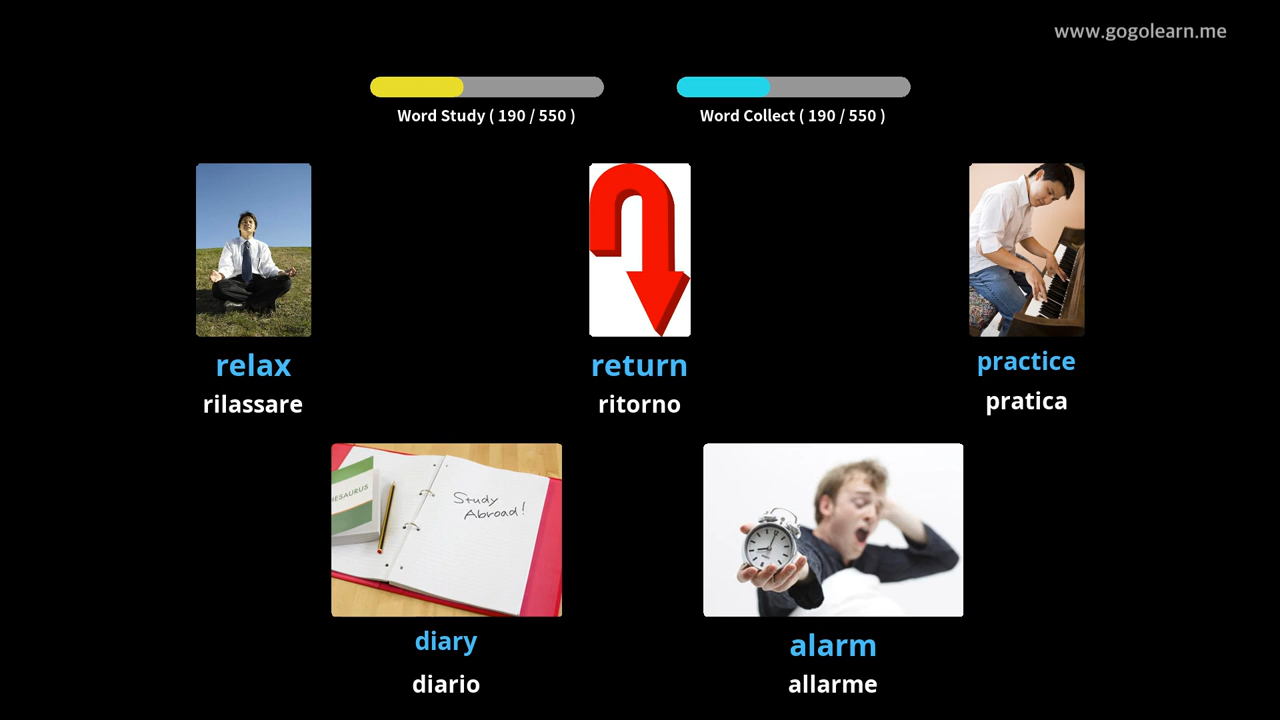 www.gogolearn.me
Word Study ( 190 / 550 )
Word Collect ( 190 / 550 )
relax
rilassare
return
ritorno
practice
pratica
HESAURUS
Study
Abroad!
diary
diario
alarm
allarme